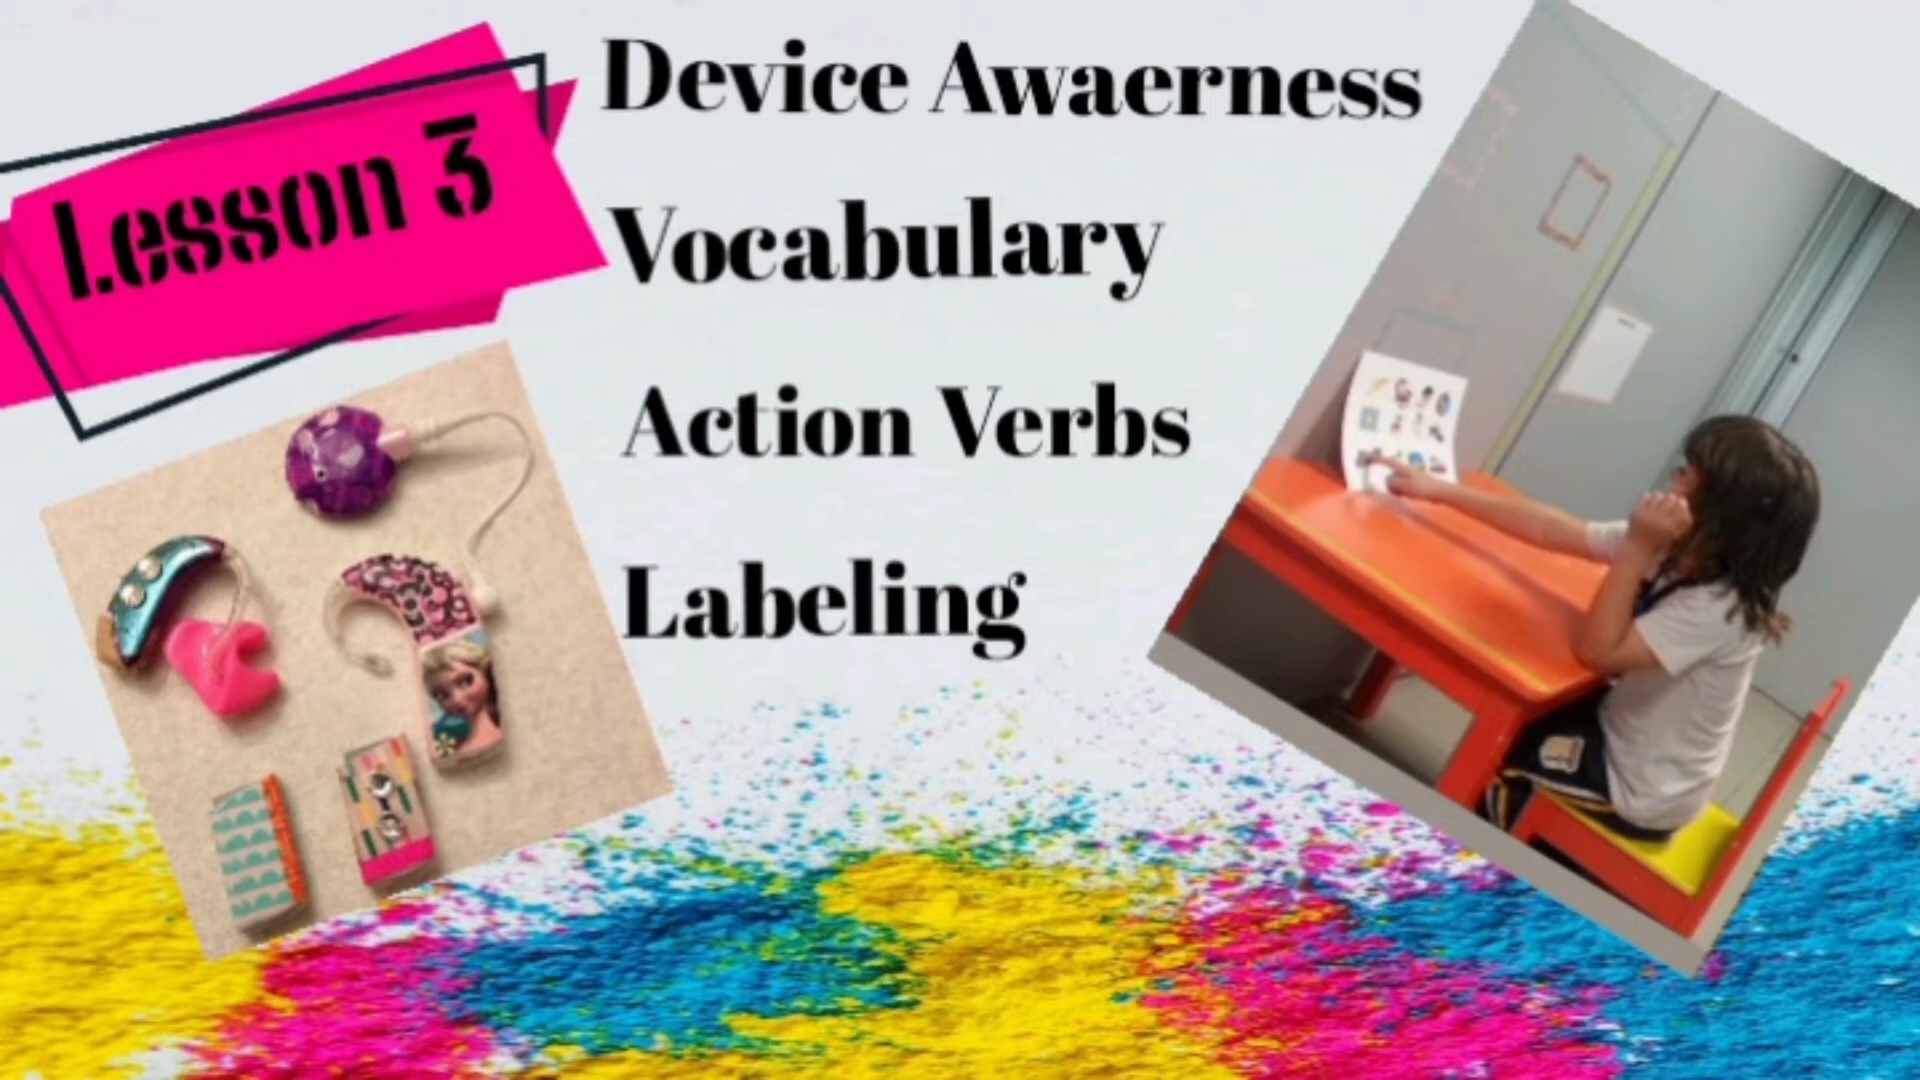 Lesson 3
Device Awaerness
Vocabulary
Action Verbs
Labeling